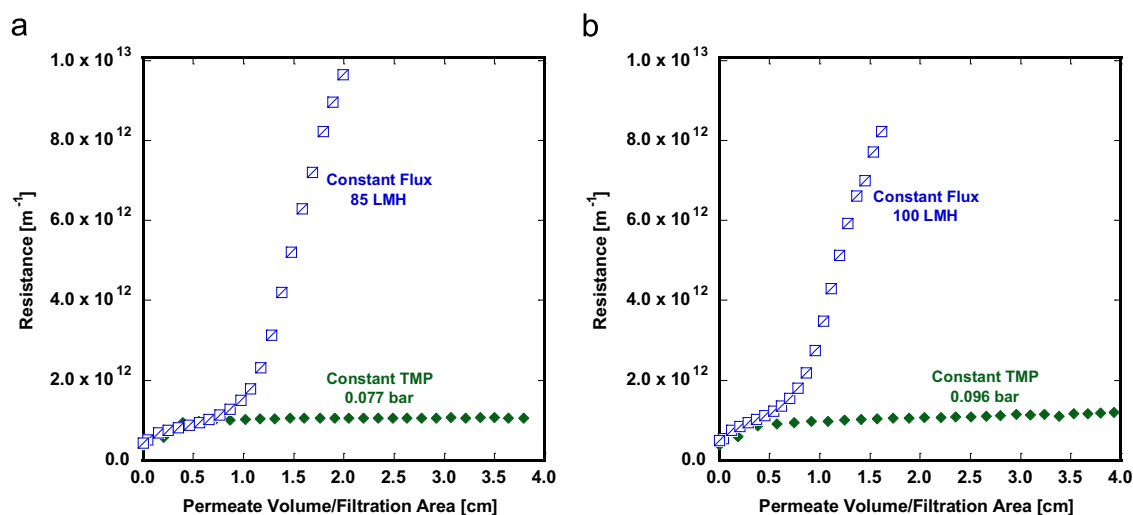 a
1.0 x 10 13
8.0 x 10 12
6.0 x 10 12
4.0 x 10 12
2.0 x 10 12
0.0
Resistance [m-1]
Constant Flux
85 LMH
Constant TMP
0.077 bar
0.0 0.5 1.0 1.5 2.0 2.5 3.0 3.5 4.0
Permeate Volume/Filtration Area [cm]
b
1.0 x 10 13
8.0 x 10 12
6.0 x 10 12
4.0 x 10 12
2.0 x 10 12
0.0
Resistance [m-1]
Constant Flux
100 LMH
Constant TMP
0.096 bar
0.0 0.5 1.0 1.5 2.0 2.5 3.0 3.5 4.0
Permeate Volume/Filtration Area [cm]